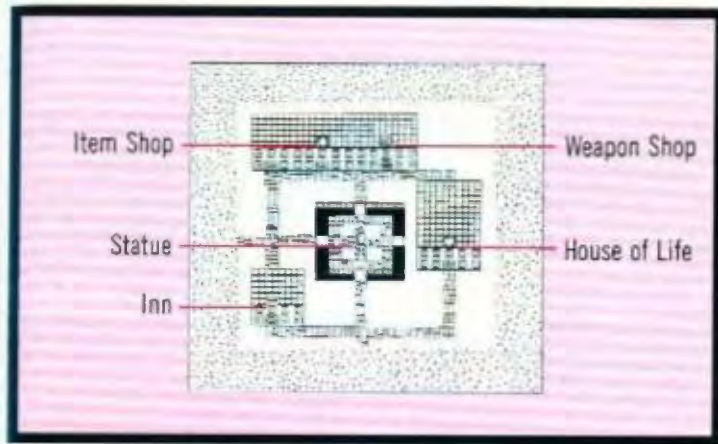 Item Shop
Weapon Shop
Statue
House of Life
Inn